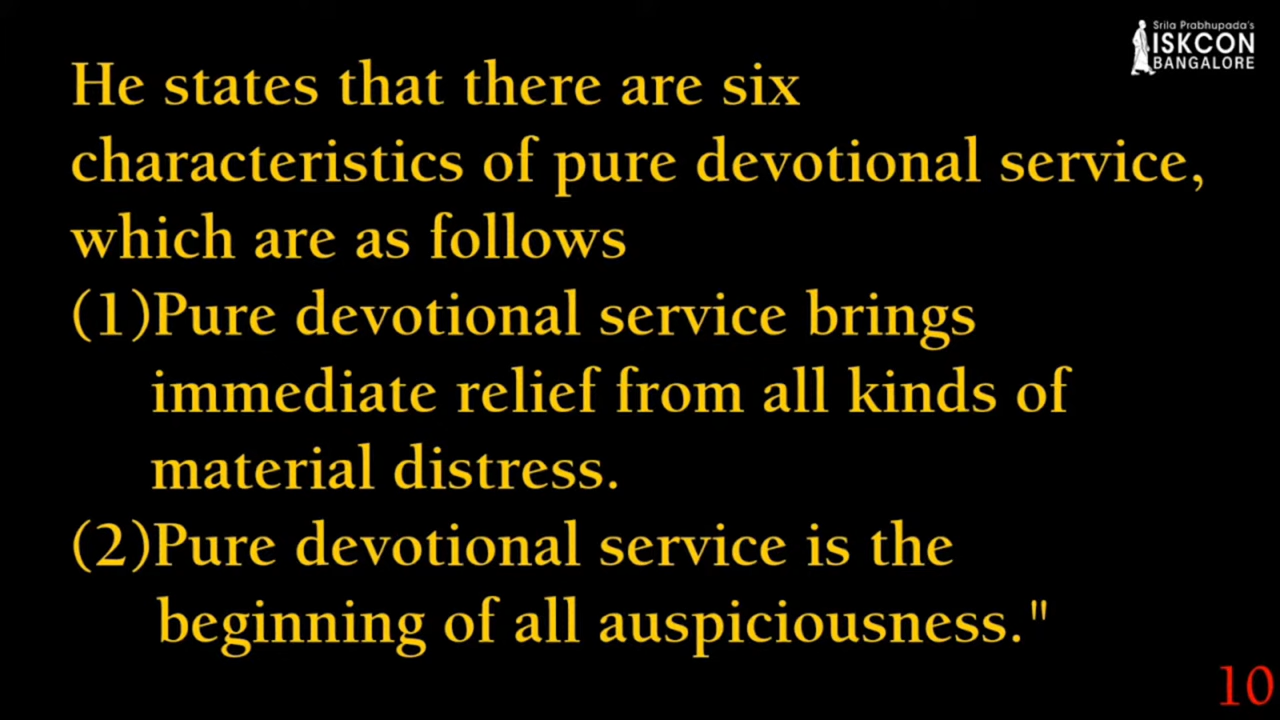 Srila Prabhupada's
ISKCON
BANGALORE
He states that there are six
characteristics of pure devotional service,
which are as follows
(1)Pure devotional service brings
immediate relief from all kinds of
material distress.
(2)Pure devotional service is the
beginning of all auspiciousness."
10